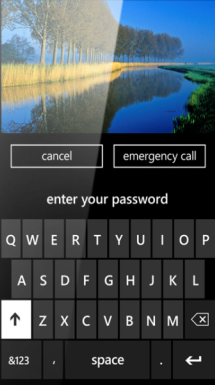 cancel emergency call
enter your password
Q W E R T Y U I O P
A S D F G H J K L
Z X C V B N M
&123 , space .